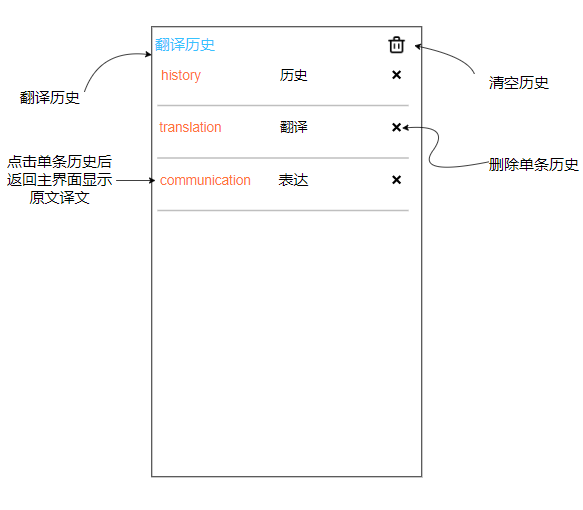 翻译历史
history 历史
translation 翻译
communication 表达
翻译历史
点击单条历史后
返回主界面显示
原文译文
清空历史
删除单条历史